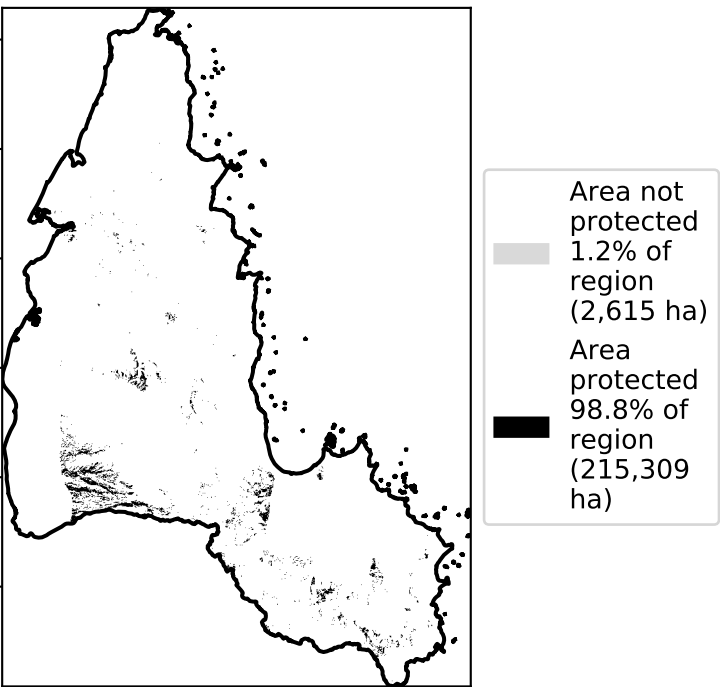 Area not
protected
1.2% of
region
(2,615 ha)
Area
protected
98.8% of
region
(215,309
ha)